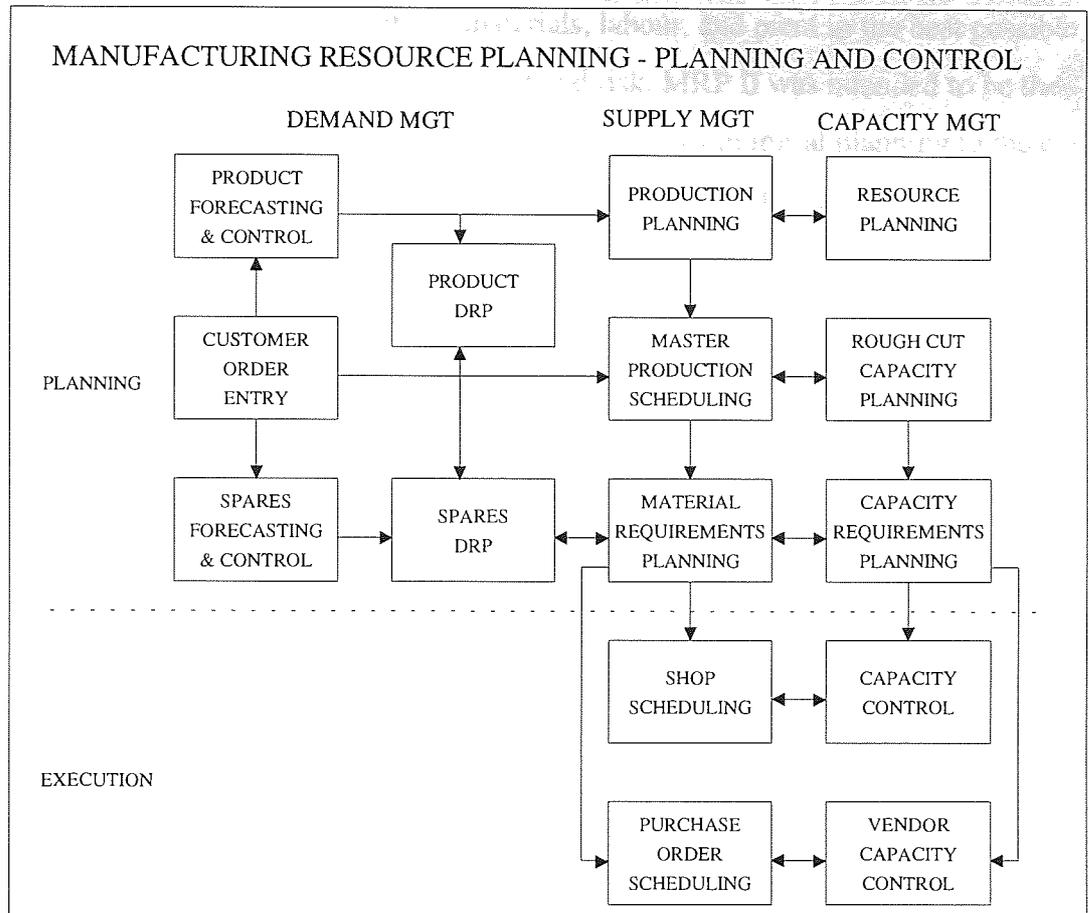 MANUFACTURING RESOURCE PLANNING - PLANNING AND CONTROL
DEMAND MGT
SUPPLY MGT
CAPACITY MGT
PRODUCT
FORECASTING
& CONTROL
PRODUCTION
PLANNING
RESOURCE
PLANNING
PRODUCT
DRP
PLANNING
CUSTOMER
ORDER
ENTRY
MASTER
PRODUCTION
SCHEDULING
ROUGH CUT
CAPACITY
PLANNING
SPARES
FORECASTING
& CONTROL
SPARES
DRP
MATERIAL
REQUIREMENTS
PLANNING
CAPACITY
REQUIREMENTS
PLANNING
EXECUTION
SHOP
SCHEDULING
CAPACITY
CONTROL
PURCHASE
ORDER
SCHEDULING
VENDOR
CAPACITY
CONTROL